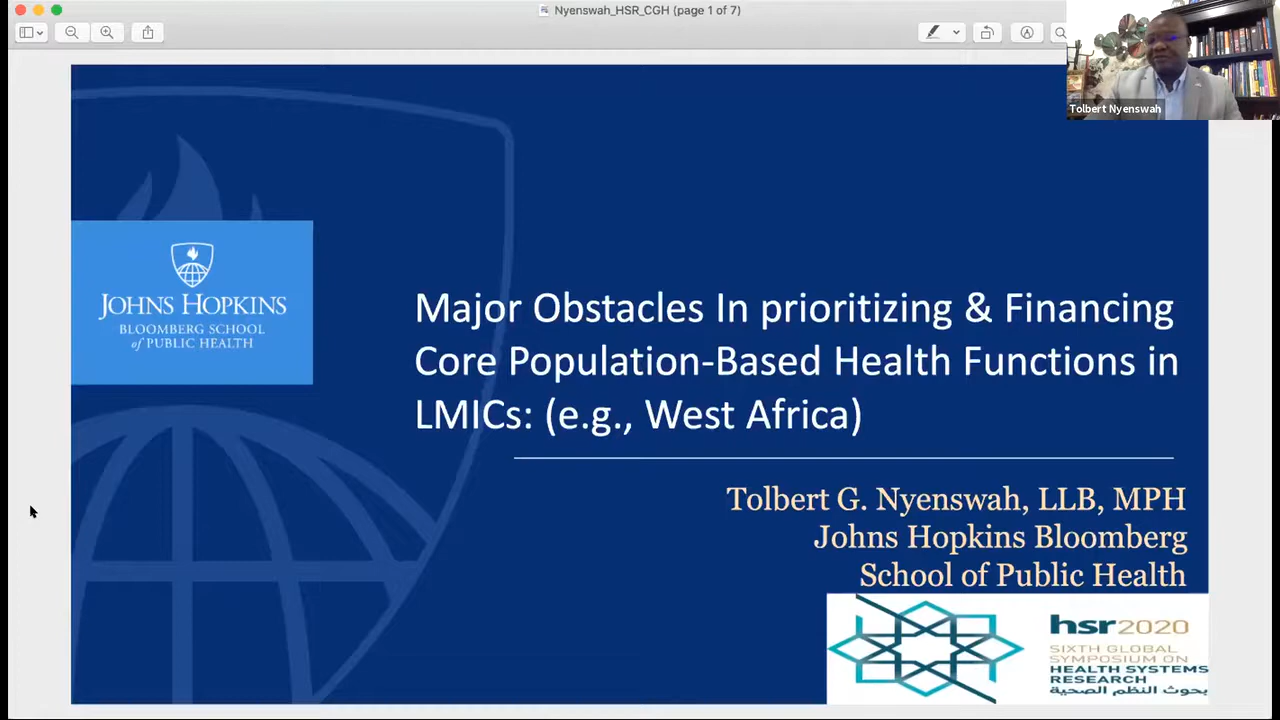 Nyenswah_HSR_CGH (page 1 of 7)
Tolbert Nyenswah
JOHNS HOPKINS
BLOOMBERG SCHOOL
of PUBLIC HEALTH
Major Obstacles In prioritizing & Financing
Core Population-Based Health Functions in
LMICs: (e.g., West Africa)
Tolbert G. Nyenswah, LLB, MPH
Johns Hopkins Bloomberg
School of Public Health
hsr2020
SIXTH GLOBAL
SYMPOSIUM ON
HEALTH SYSTEMS
RESEARCH
بحوث النظم الصحية